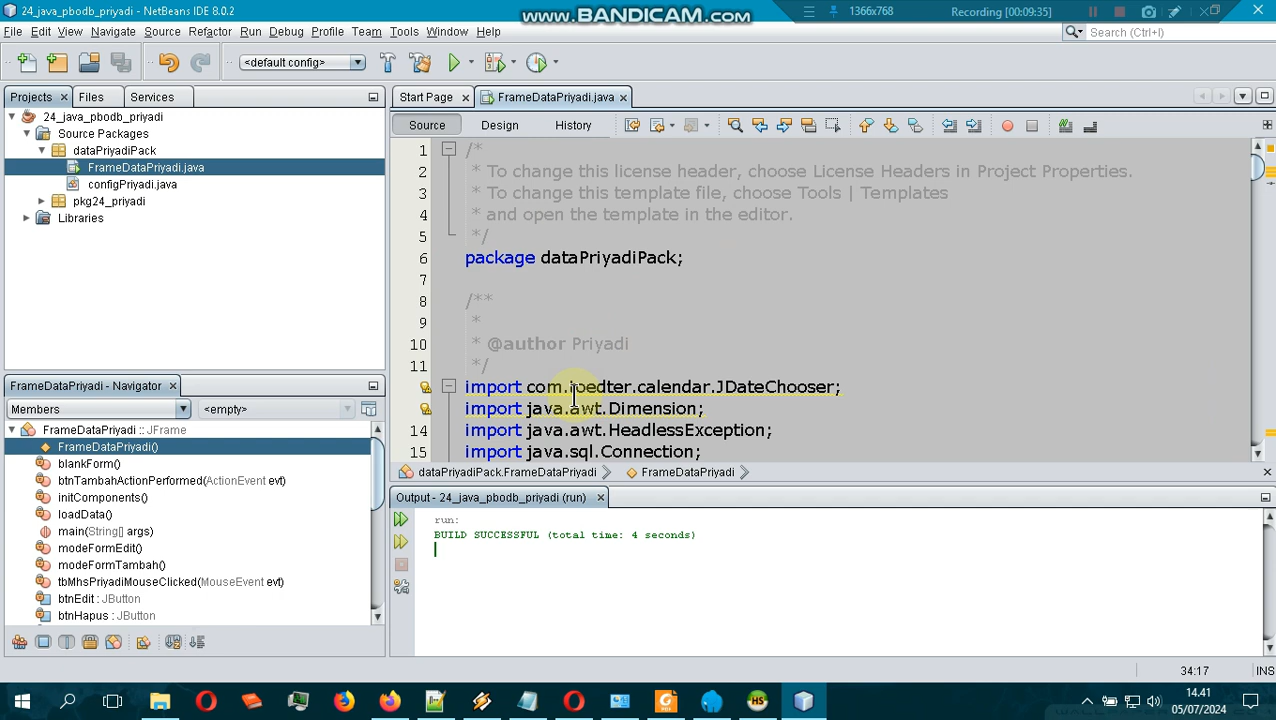 24_java_pbodb_priyadi - NetBeans IDE 8.0.2
www.BANDICAM.com
1366x768
Recording [00:09:35]
File Edit View Navigate Source Refactor Run Debug Profile Team Tools Window Help
Search (Ctrl+I)
<default config>
Projects
Files
Services
Start Page
FrameDataPriyadi.java
24_java_pbodb_priyadi
Source Packages
dataPriyadiPack
FrameDataPriyadi.java
configPriyadi.java
pkg24_priyadi
Libraries
Source
Design
History
1 /*
2 * To change this license header, choose License Headers in Project Properties.
3 * To change this template file, choose Tools | Templates
4 * and open the template in the editor.
5 */
6 package dataPriyadiPack;
7
8 /**
9 *
10 * @author Priyadi
11 */
import com.joedter.calendar.JDateChooser;
import java.awt.Dimension;
14 import java.awt.HeadlessException;
15 import java.sql.Connection;
dataPriyadiPack.FrameDataPriyadi
FrameDataPriyadi
FrameDataPriyadi - Navigator
Members
<empty>
FrameDataPriyadi :: JFrame
FrameDataPriyadi()
blankForm()
btnTambahActionPerformed(ActionEvent evt)
initComponents()
loadData()
main(String[] args)
modeFormEdit()
modeFormTambah()
tbMhsPriyadiMouseClicked(MouseEvent evt)
btnEdit : JButton
btnHapus : JButton
Output - 24_java_pbodb_priyadi (run)
run:
BUILD SUCCESSFUL (total time: 4 seconds)
34:17
INS
14.41
05/07/2024